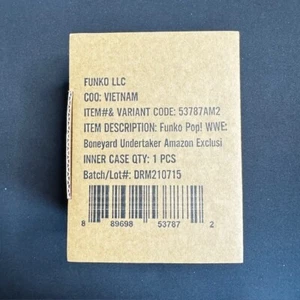 FUNKO LLC
COO: VIETNAM
ITEM#& VARIANT CODE: 53787AM2
ITEM DESCRIPTION: Funko Pop! WWE:
Boneyard Undertaker Amazon Exclusi
INNER CASE QTY: 1 PCS
Batch/Lot#: DRM210715
8 89698 53787 2